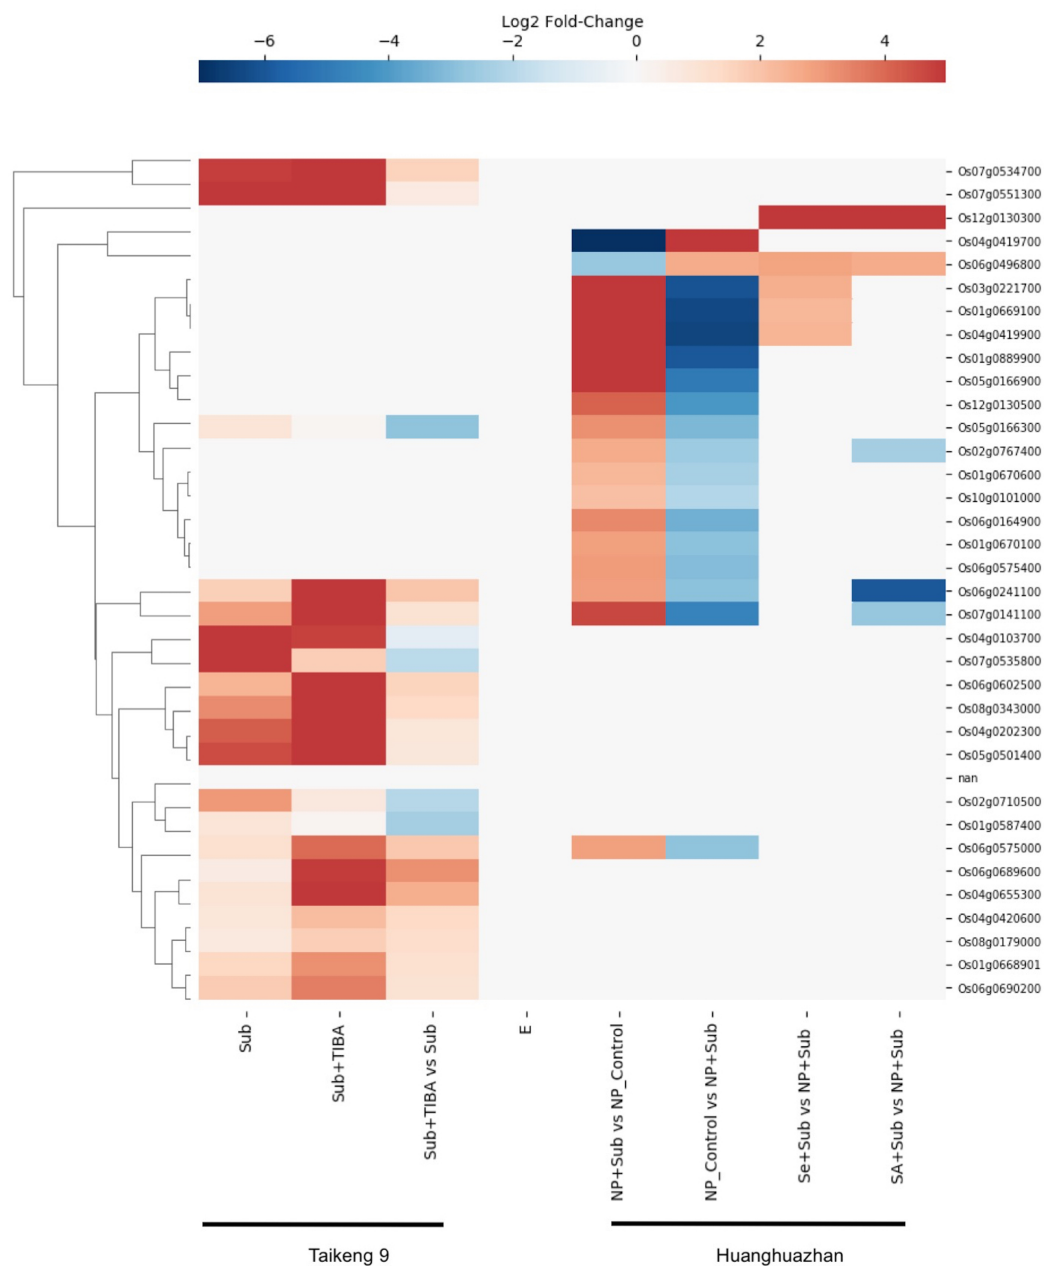 Log2 Fold-Change
−6 −4 −2 0 2 4
Os07g0534700
Os07g0551300
Os12g0130300
Os04g0419700
Os06g0496800
Os03g0221700
Os01g0669100
Os04g0419900
Os01g0889900
Os05g0166900
Os12g0130500
Os05g0166300
Os02g0767400
Os01g0670600
Os10g0101000
Os06g0164900
Os01g0670100
Os06g0575400
Os06g0241100
Os07g0141100
Os04g0103700
Os07g0535800
Os06g0602500
Os08g0343000
Os04g0202300
Os05g0501400
nan
Os02g0710500
Os01g0587400
Os06g0575000
Os06g0689600
Os04g0655300
Os04g0420600
Os08g0179000
Os01g0668901
Os06g0690200
Sub
Sub+TIBA
Sub+TIBA vs Sub
E
NP+Sub vs NP_Control
NP_Control vs NP+Sub
Se+Sub vs NP+Sub
SA+Sub vs NP+Sub
Taikeng 9
Huanghuazhan